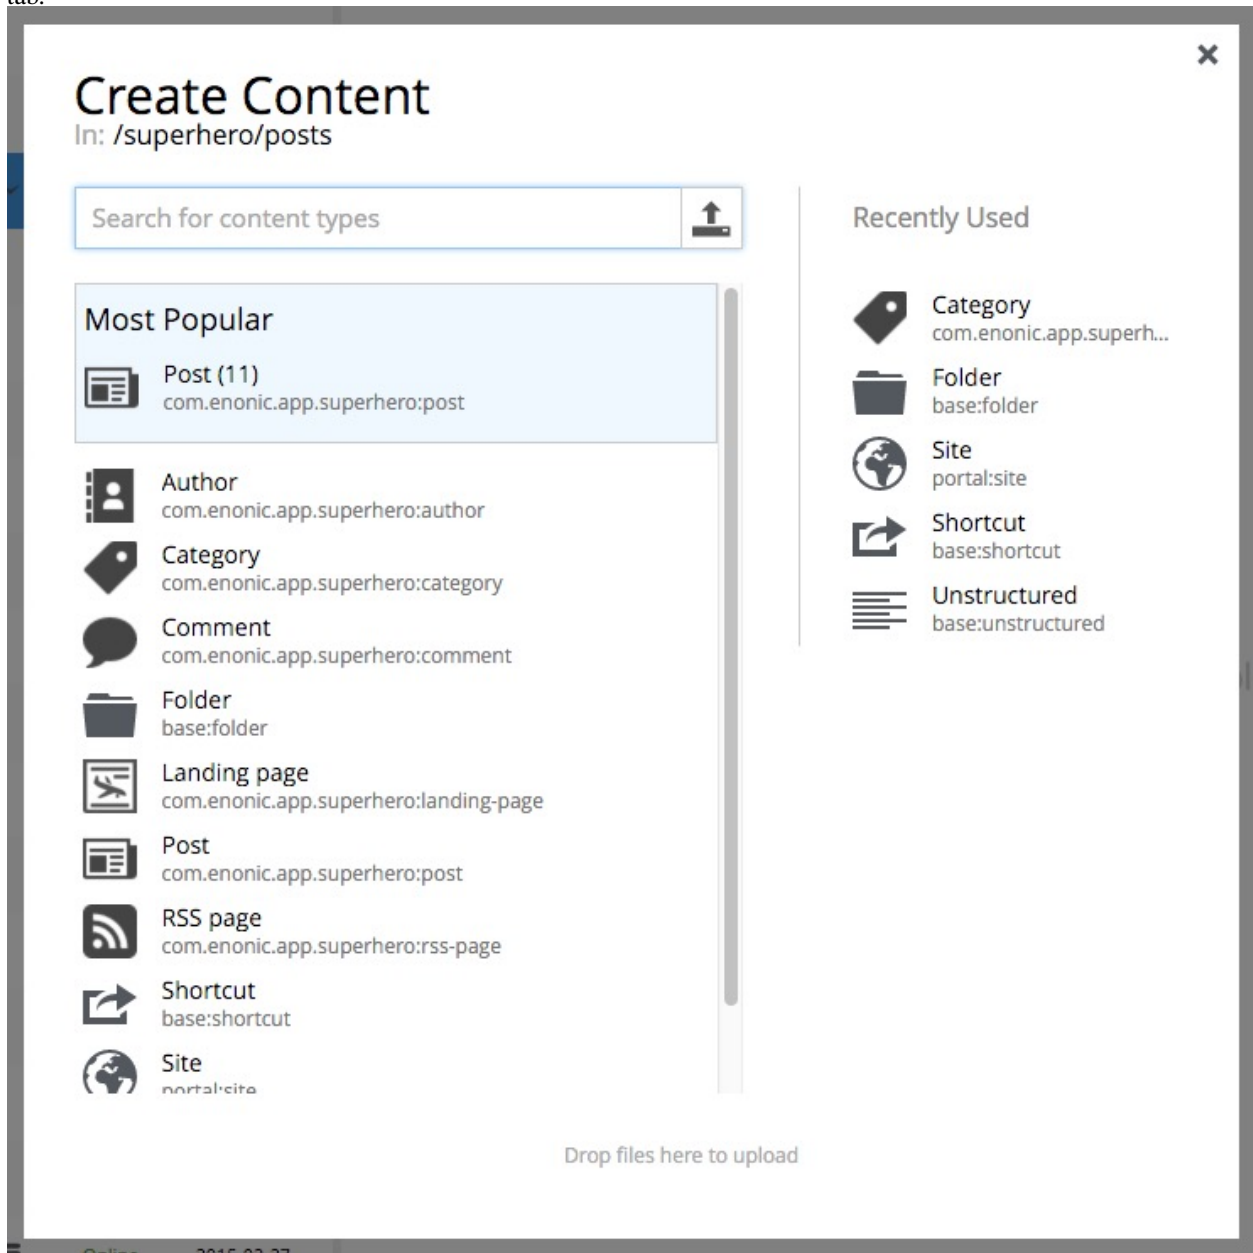 tab.
Create Content
In: /superhero/posts
Search for content types
Most Popular
Post (11)
com.enonic.app.superhero:post
Author
com.enonic.app.superhero:author
Category
com.enonic.app.superhero:category
Comment
com.enonic.app.superhero:comment
Folder
base:folder
Landing page
com.enonic.app.superhero:landing-page
Post
com.enonic.app.superhero:post
RSS page
com.enonic.app.superhero:rss-page
Shortcut
base:shortcut
Site
portal:site
Recently Used
Category
com.enonic.app.superh...
Folder
base:folder
Site
portal:site
Shortcut
base:shortcut
Unstructured
base:unstructured
Drop files here to upload